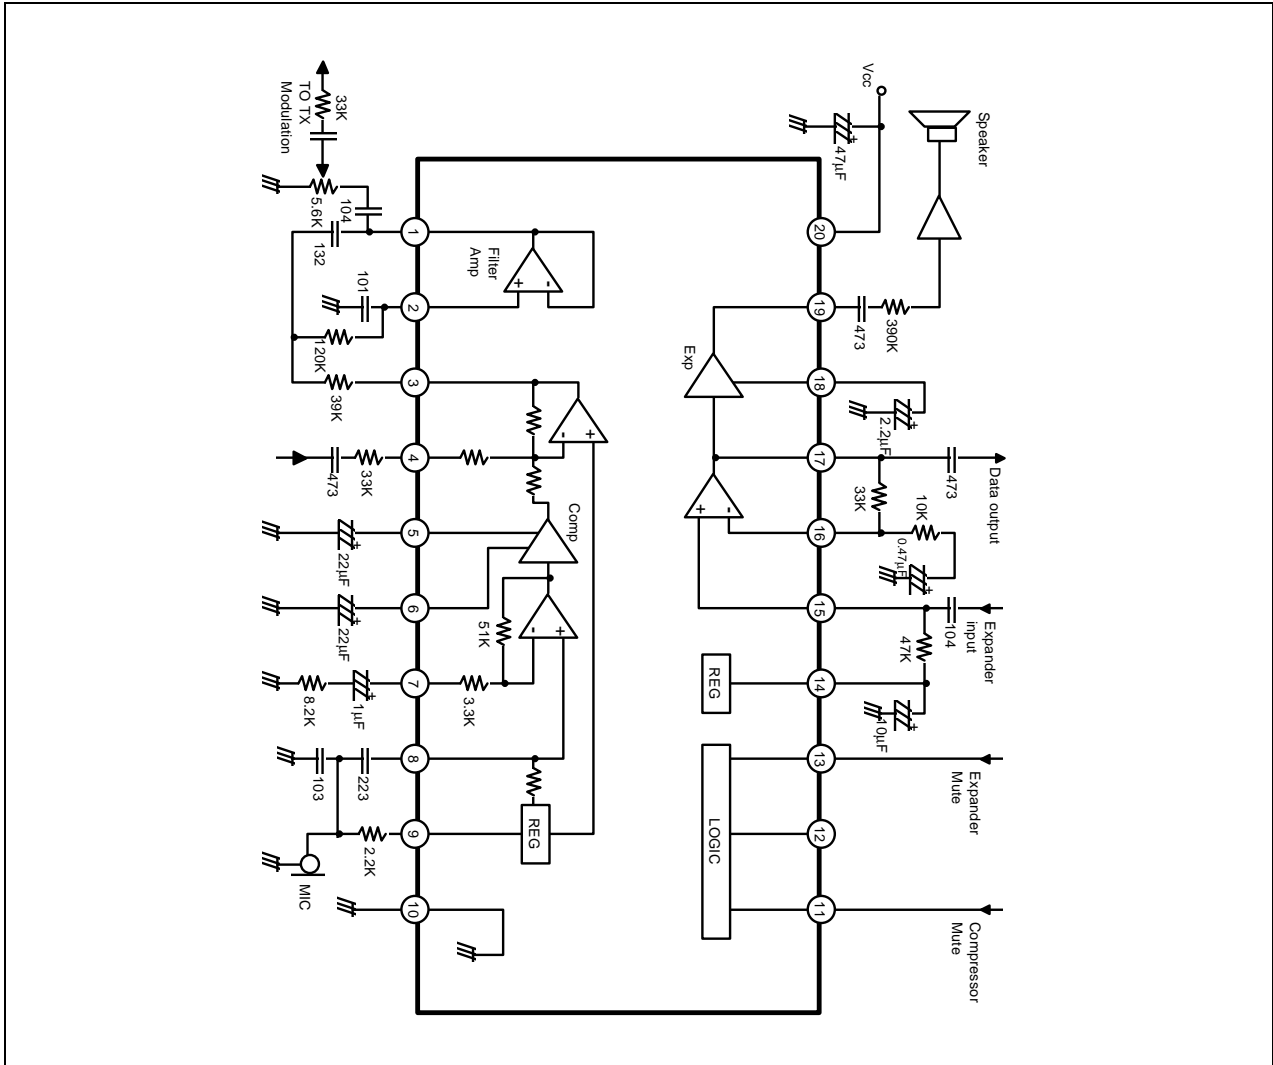 Vcc
47µF
+
Speaker
33K
TO TX
Modulation
5.6K
104
132
101
120K
39K
473
33K
22µF
+
22µF
+
8.2K
1µF
+
103
223
2.2K
MIC
1
2
3
4
5
6
7
8
9
10
Filter
Amp
+
-
-
+
Comp
51K
-
+
3.3K
REG
20
19
18
17
16
15
14
13
12
11
Exp
+
-
REG
LOGIC
473
390K
2.2µF
+
473
Data output
33K
10K
0.47µF
+
104
Expander
input
47K
10µF
+
Expander
Mute
Compressor
Mute